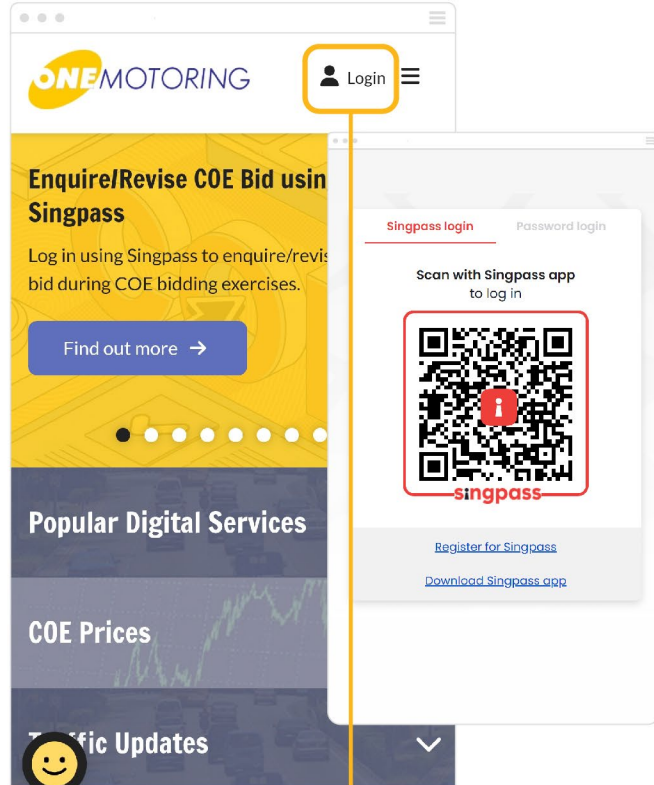 ONEMOTORING
Login
Enquire/Revise COE Bid usin
Singpass
Log in using Singpass to enquire/revis
bid during COE bidding exercises.
Find out more
Popular Digital Services
COE Prices
fic Updates
Singpass login
Password login
Scan with Singpass app
to log in
singpass
Register for Singpass
Download Singpass app